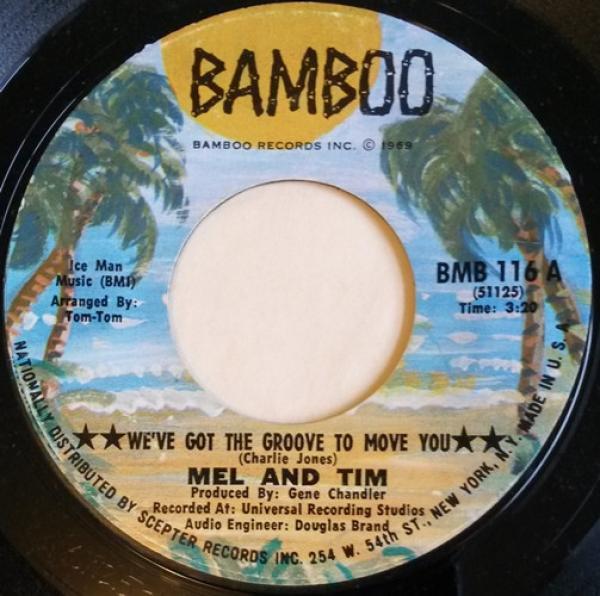 BAMBOO
BAMBOO RECORDS INC. © 1969
Ice Man
Music (BMI)
Arranged By:
Tom-Tom
BMB 116 A
(51125)
Time: 3:20
★★WE'VE GOT THE GROOVE TO MOVE YOU★★
(Charlie Jones)
MEL AND TIM
Produced By: Gene Chandler
Recorded At: Universal Recording Studios
Audio Engineer: Douglas Brand
NATIONALLY DISTRIBUTED BY SCEPTER RECORDS INC. 254 W. 54th ST., NEW YORK, N.Y. MADE IN U. S. A.